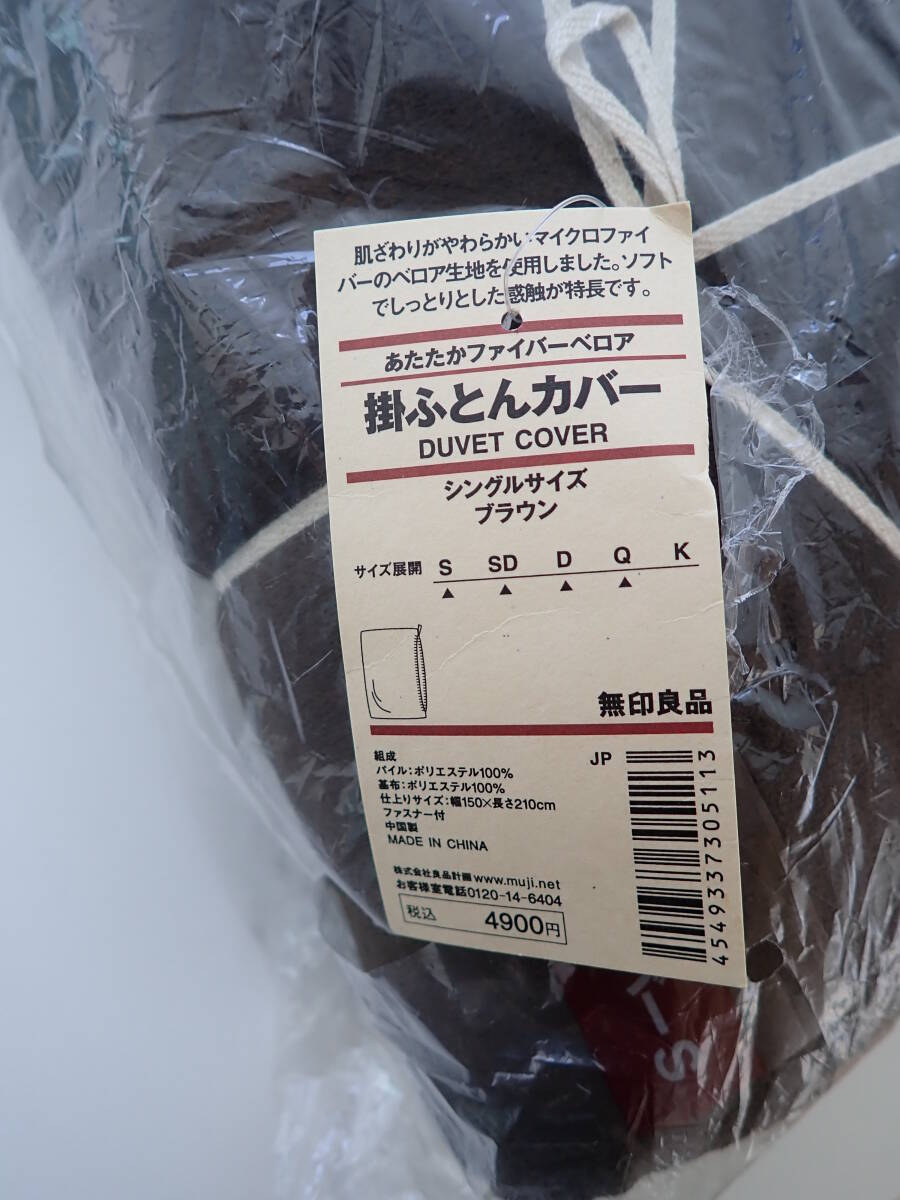 肌ざわりがやわらかいマイクロファイ
バーのベロア生地を使用しました。ソフト
でしっとりとした感触が特長です。
あたたかファイバーベロア
掛ふとんカバー
DUVET COVER
シングルサイズ
ブラウン
サイズ展開 S SD D Q K
▲ ▲ ▲ ▲
無印良品
組成
パイル:ポリエステル100%
基布:ポリエステル100%
仕上りサイズ:幅150×長さ210cm
ファスナー付
中国製
MADE IN CHINA
株式会社良品計画 www.muji.net
お客様室電話0120-14-6404
税込 4900円
JP
4549337305113
-S